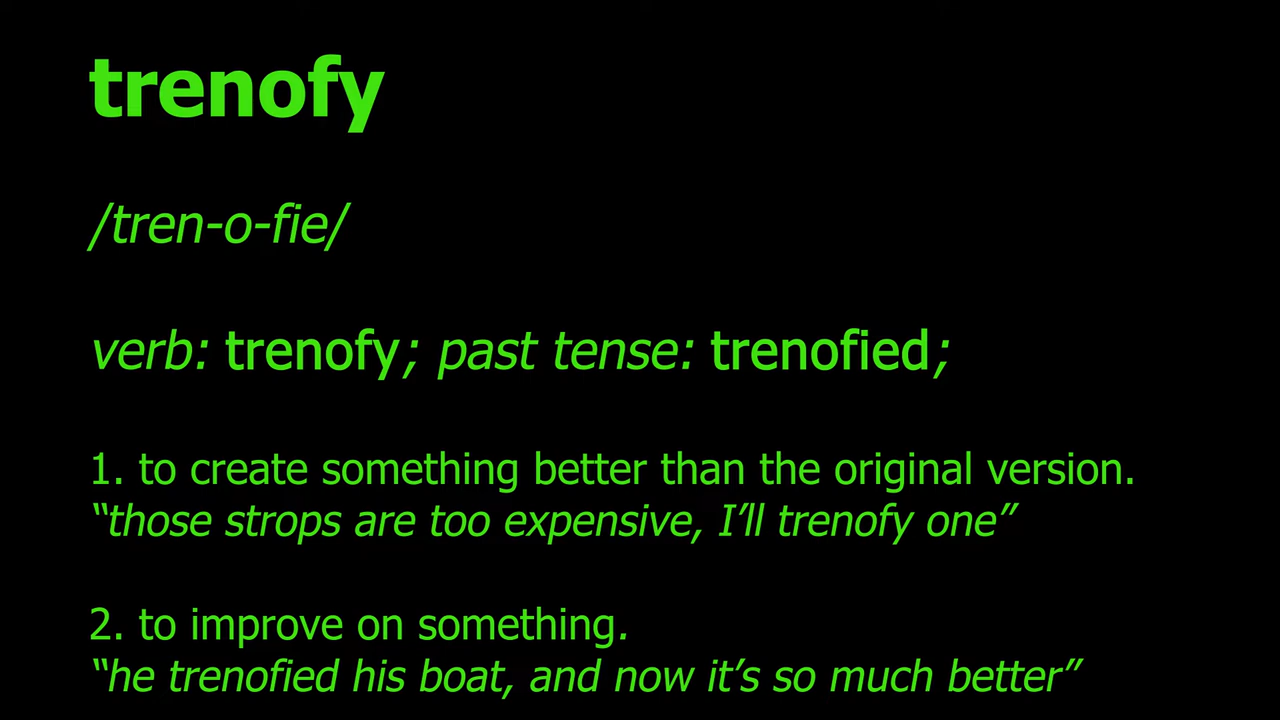 trenofy
/tren-o-fie/
verb: trenofy; past tense: trenofied;
1. to create something better than the original version.
“those strops are too expensive, I’ll trenofy one”
2. to improve on something.
“he trenofied his boat, and now it’s so much better”